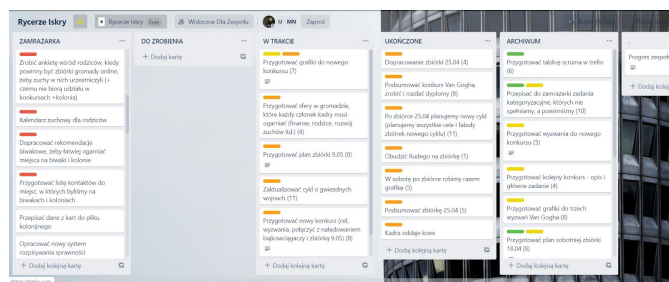 Rycerze Iskry
Rycerze Iskry Free
Widoczne Dla Zespołu
U MN Zaproś
ZAMRAŻARKA
Zrobić ankietę wśród rodziców, kiedy
powinny być zbiórki gromady online,
żeby zuchy w nich uczestniczyli (+
czemu nie biorą udziału w
konkursach +kolonia)
Kalendarz zuchowy dla rodziców
Dopracować rekomendacje
biwakowe, żeby łatwiej ogarniać
miejsca na biwaki i kolonie
Przygotować listę kontaktów do
miejsc, w których byliśmy na
biwakach i koloniach
Przepisać dane z kart do pliku
kolonijnego
Opracować nowy system
rozpisywania sprawności
+ Dodaj kolejną kartę
DO ZROBIENIA
+ Dodaj kartę
W TRAKCIE
Przygotować grafiki do nowego
konkursu (7)
Przygotować sfery w gromadzie,
które każdy członek kadry musi
ogarniać (finanse, rodzice, rozwój
zuchów itd.) (4)
Przygotować plan zbiórki 9.05 (8)
Zaktualizować cykl o gwiezdnych
wojnach (11)
Przygotować nowy konkurs (cel,
wyzwania, połączyć z naładowaniem
bajkowciągacz i zbiórką 9.05) (8)
+ Dodaj kolejną kartę
UKOŃCZONE
Dopracowanie zbiórki 25.04 (4)
Podsumować konkurs Van Gogha,
zrobić i rozdać dyplomy (8)
Po zbiórce 25.04 planujemy nowy cykl
(planujemy wszystkie cele i fabuły
zbiórek nowego cyklu) (11)
Obudzić Rudego na zbiórkę (1)
W sobotę po zbiórce robimy razem
grafikę (5)
Podsumować zbiórkę 25.04 (5)
Kadra oddaje krew
+ Dodaj kolejną kartę
ARCHIWUM
Przygotować tablicę scruma w trello
(6)
Przepisać do zamrażarki zadania
kategoryzacyjne, których nie
spełniamy, a powinniśmy (10)
Przygotować wyzwania do nowego
konkursu (5)
Przygotować kolejny konkurs - opis i
główne zadanie (4)
Przygotować grafiki do trzech
wyzwań Van Gogha (8)
Przygotować plan sobotniej zbiórki
18.04 (8)
+ Dodaj kolejną kartę
.
Progres zespoł
+ Dodaj kolej